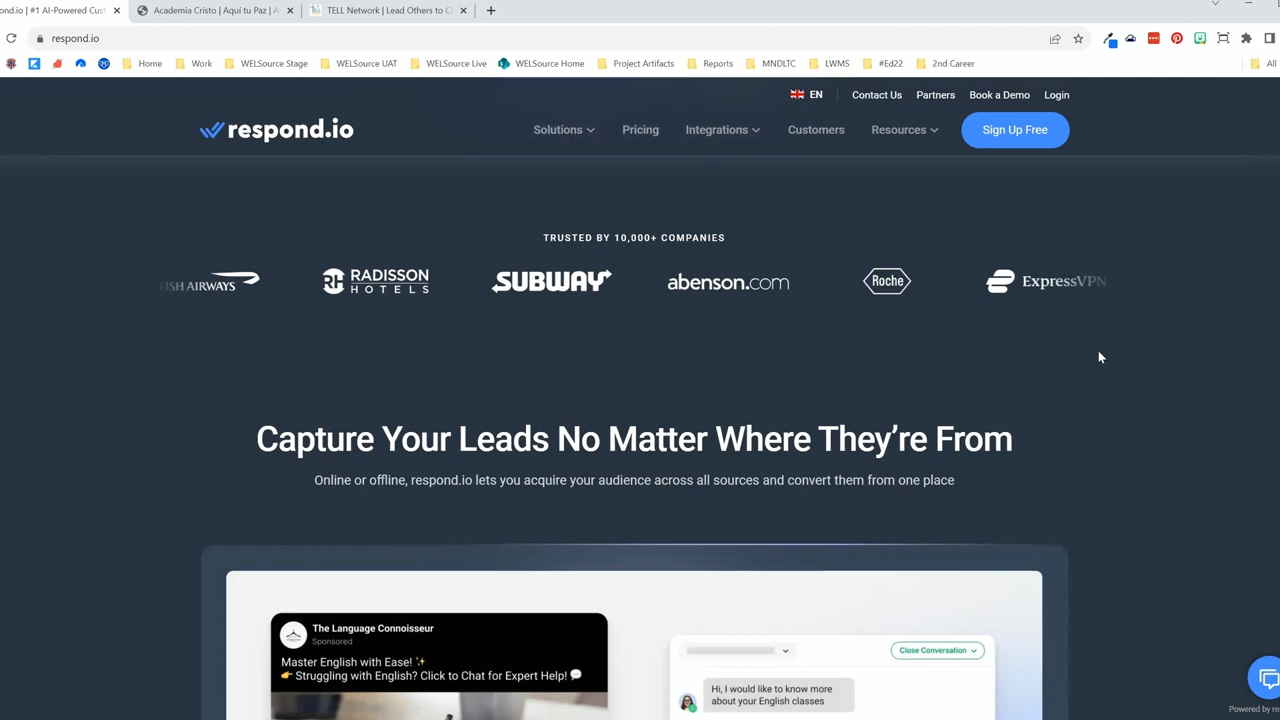 ond.io | #1 AI-Powered Cust
Academia Cristo | Aquí tu Paz | A
TELL Network | Lead Others to C
respond.io
Home
Work
WELSource Stage
WELSource UAT
WELSource Live
WELSource Home
Project Artifacts
Reports
MNDLTC
LWMS
#Ed22
2nd Career
All
EN
Contact Us
Partners
Book a Demo
Login
respond.io
Solutions
Pricing
Integrations
Customers
Resources
Sign Up Free
TRUSTED BY 10,000+ COMPANIES
ISH AIRWAYS
RH RADISSON HOTELS
SUBWAY
abenson.com
Roche
ExpressVPN
Capture Your Leads No Matter Where They’re From
Online or offline, respond.io lets you acquire your audience across all sources and convert them from one place
The Language Connoisseur
Sponsored
Master English with Ease! ✨
👉 Struggling with English? Click to Chat for Expert Help! 💬
Close Conversation
Hi, I would like to know more
about your English classes
Powered by re